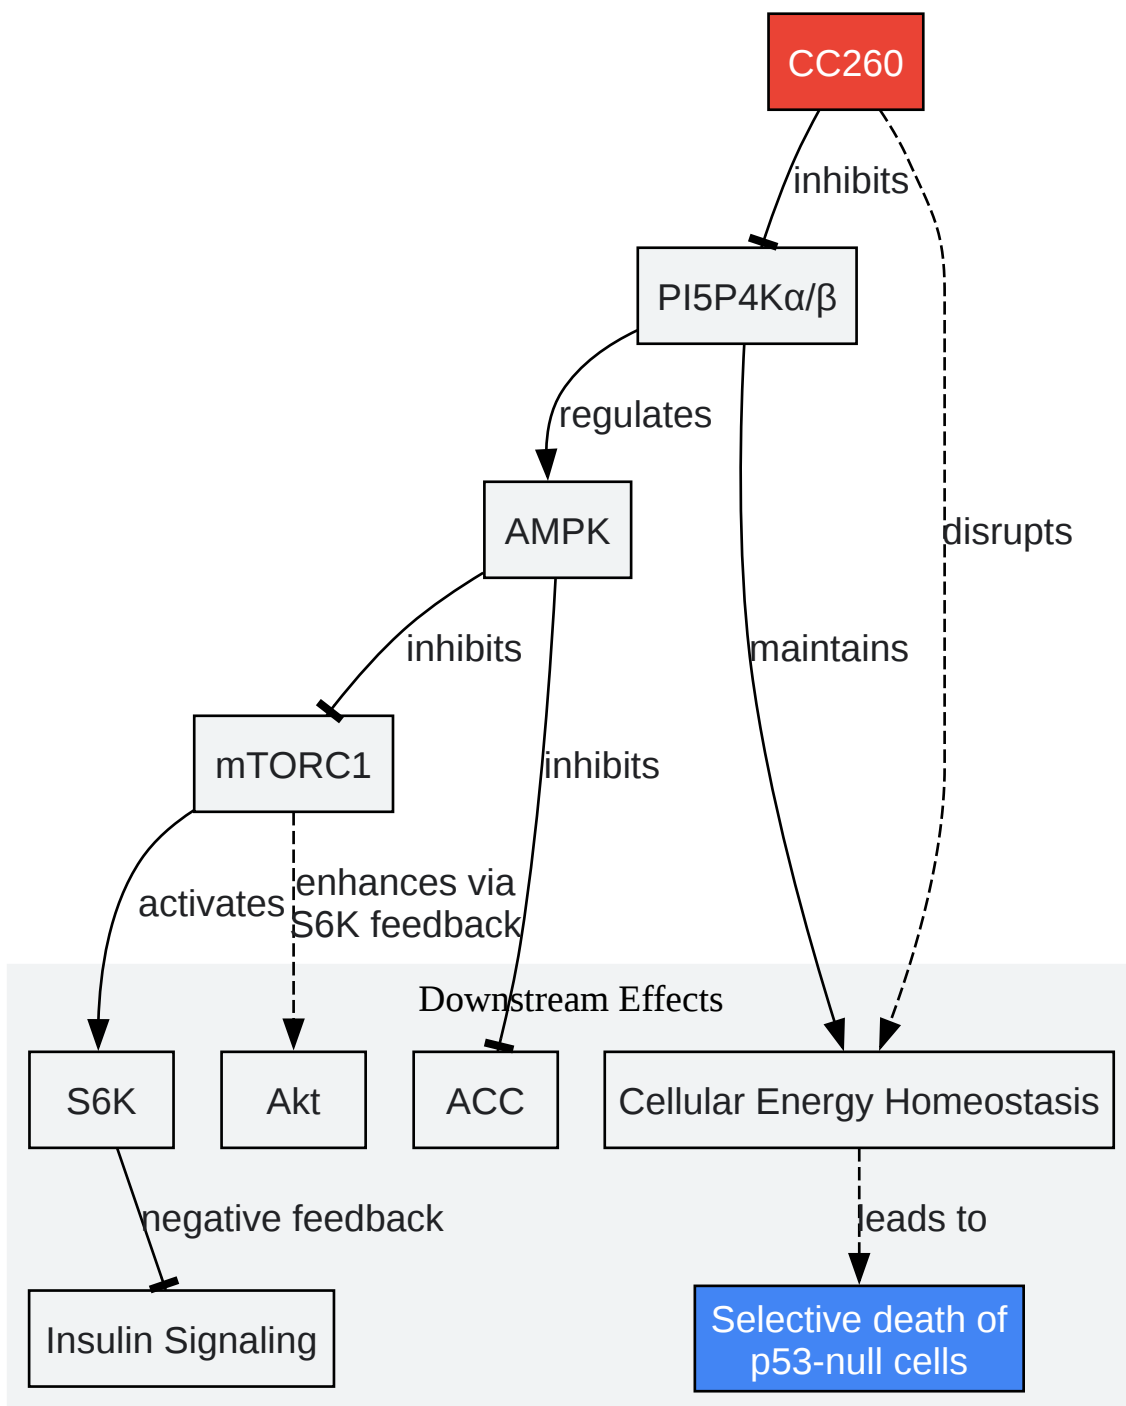 CC260
inhibits
PI5P4Kα/β
regulates
disrupts
AMPK
maintains
inhibits
mTORC1
inhibits
activates
enhances via
S6K feedback
Downstream Effects
S6K
Akt
ACC
Cellular Energy Homeostasis
negative feedback
leads to
Insulin Signaling
Selective death of
p53-null cells